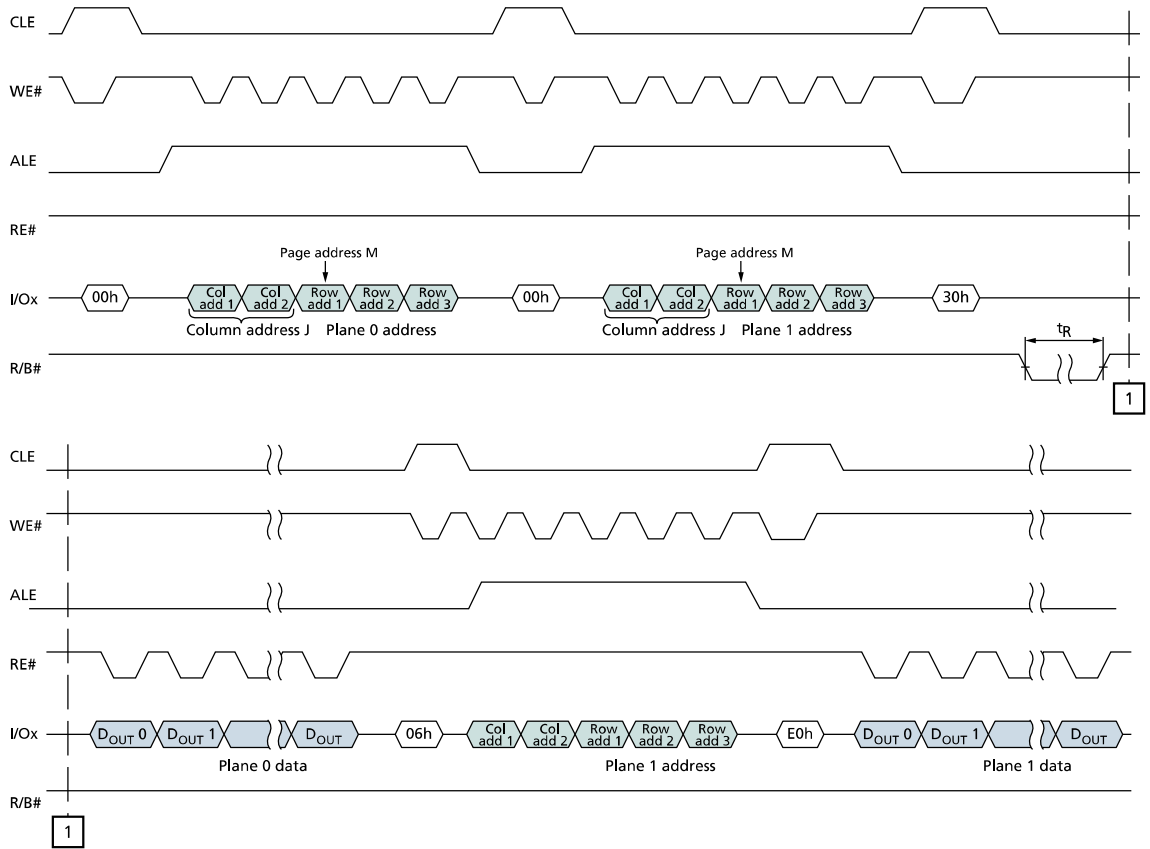 CLE
WE#
ALE
RE#
Page address M
Page address M
I/Ox
00h
Col add 1
Col add 2
Row add 1
Row add 2
Row add 3
00h
Col add 1
Col add 2
Row add 1
Row add 2
Row add 3
30h
Column address J
Plane 0 address
Column address J
Plane 1 address
tR
R/B#
1
CLE
WE#
ALE
RE#
I/Ox
DOUT 0
DOUT 1
DOUT
06h
Col add 1
Col add 2
Row add 1
Row add 2
Row add 3
E0h
DOUT 0
DOUT 1
DOUT
Plane 0 data
Plane 1 address
Plane 1 data
R/B#
1